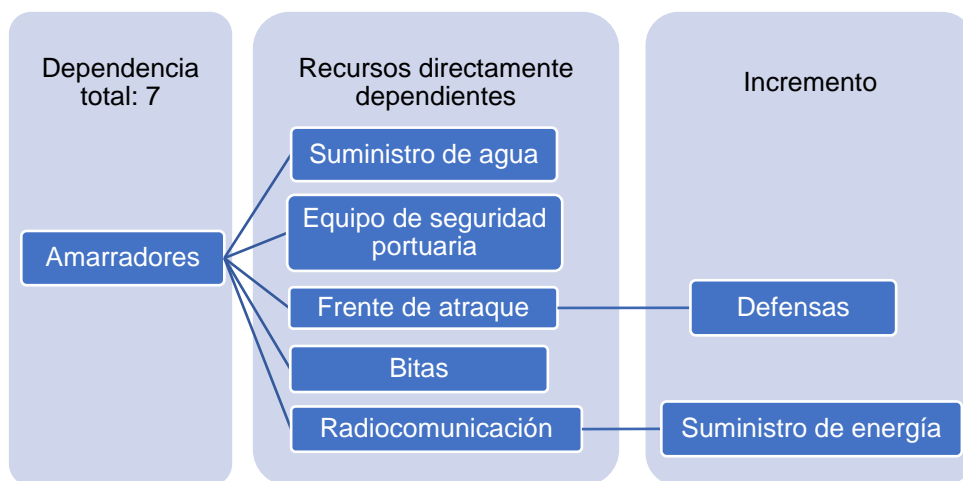 Dependencia
total: 7
Recursos directamente
dependientes
Incremento
Amarradores
Suministro de agua
Equipo de seguridad
portuaria
Frente de atraque
Defensas
Bitas
Radiocomunicación
Suministro de energía